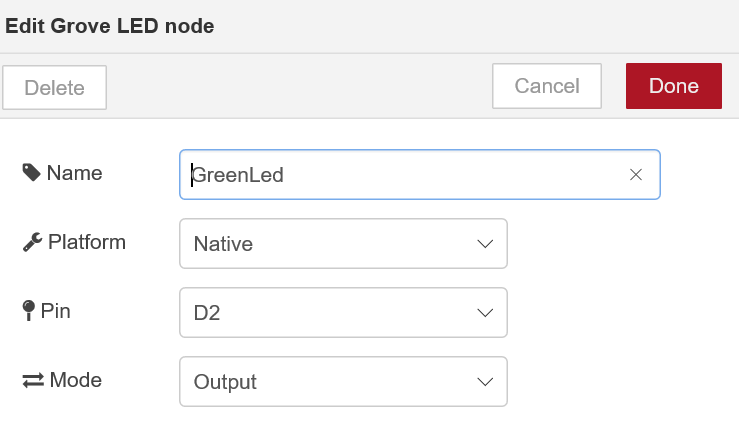 Edit Grove LED node
Delete Cancel Done
Name GreenLed
Platform Native
Pin D2
Mode Output